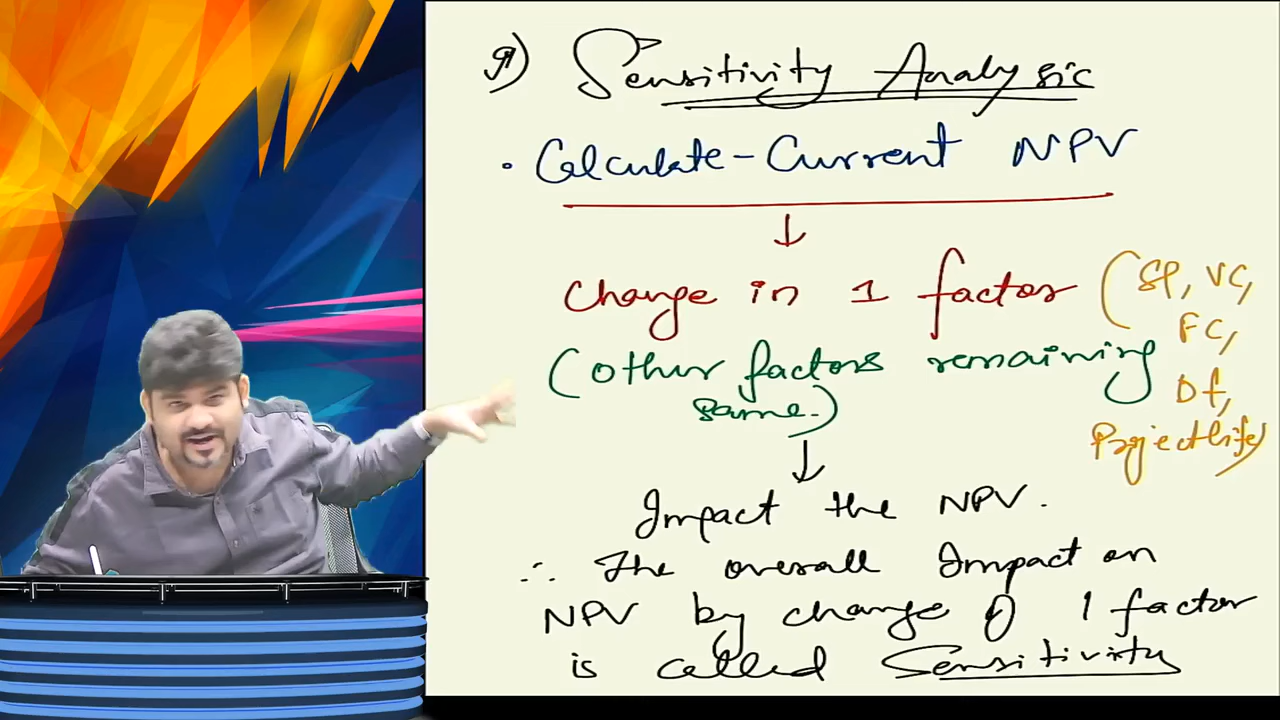 Sensitivity Analysis
• Calculate - Current NPV
↓
Change in 1 factor (SP, VC,
FC,
Df,
Project life)
(other factors remaining
same.)
↓
Impact the NPV.
∴ The overall Impact on
NPV by change of 1 factor
is called Sensitivity